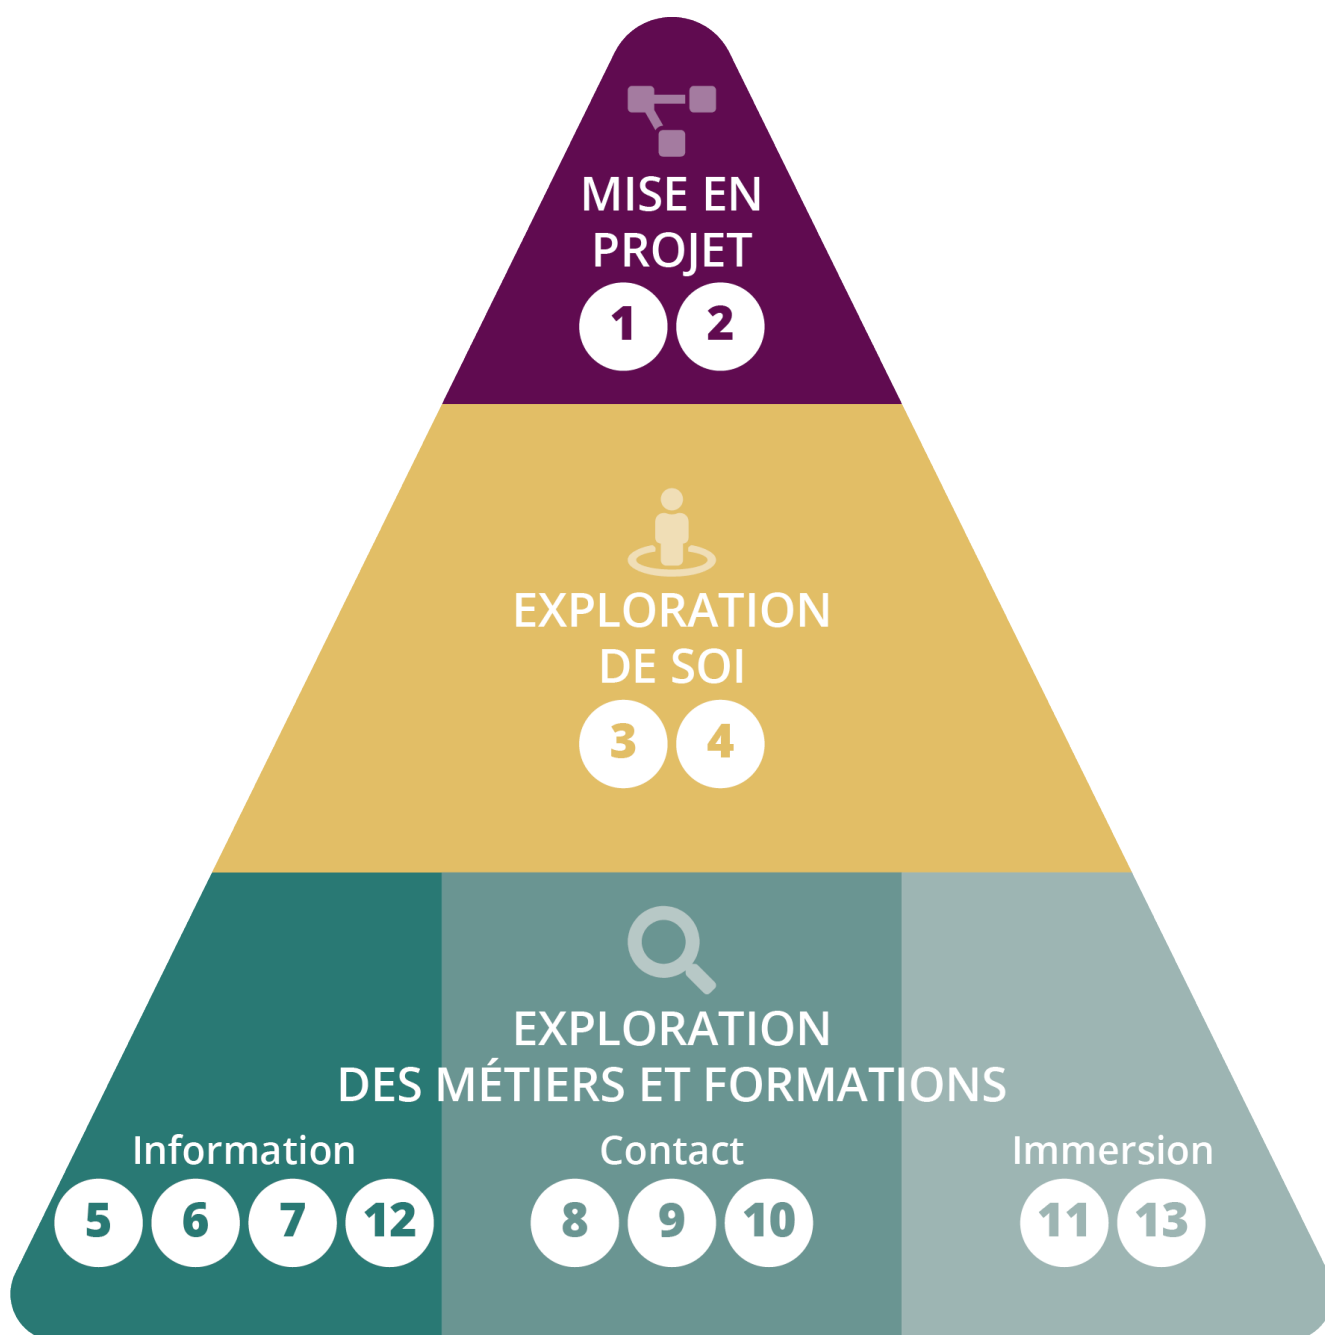 MISE EN
PROJET
1 2
EXPLORATION
DE SOI
3 4
EXPLORATION
DES MÉTIERS ET FORMATIONS
Information
5 6 7 12
Contact
8 9 10
Immersion
11 13